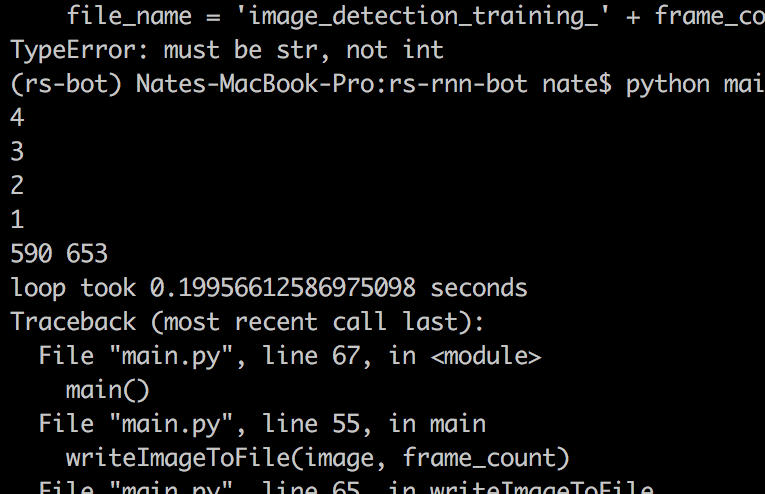 file_name = 'image_detection_training_' + frame_co
TypeError: must be str, not int
(rs-bot) Nates-MacBook-Pro:rs-rnn-bot nate$ python mai
4
3
2
1
590 653
loop took 0.19956612586975098 seconds
Traceback (most recent call last):
File "main.py", line 67, in <module>
main()
File "main.py", line 55, in main
writeImageToFile(image, frame_count)
File "main.py", line 65, in writeImageToFile